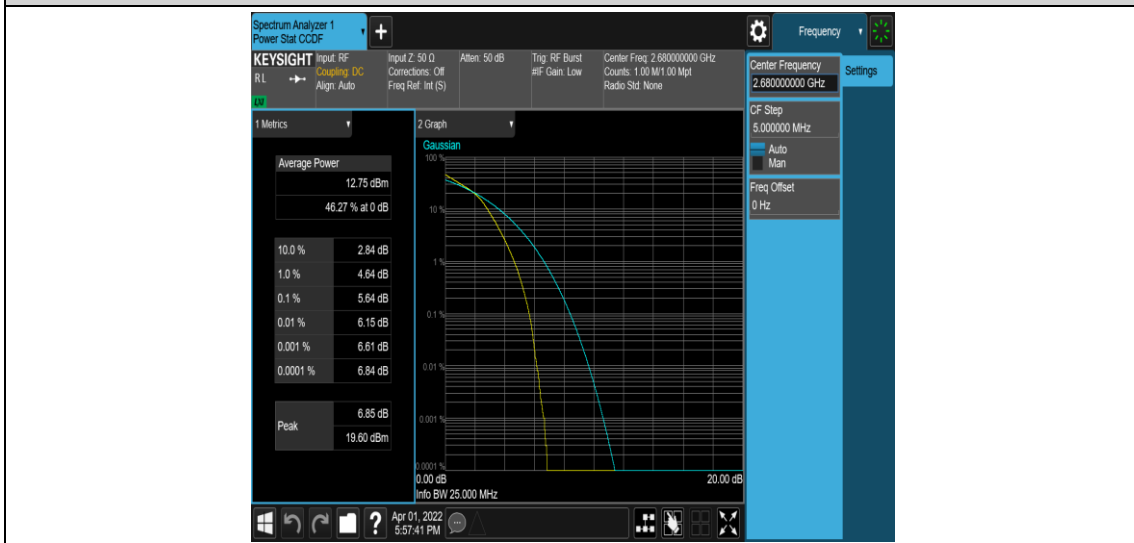 Spectrum Analyzer 1
Power Stat CCDF
+
Frequency
KEYSIGHT
RL
LXI
Input: RF
Coupling: DC
Align: Auto
Input Z: 50 Ω
Corrections: Off
Freq Ref: Int (S)
Atten: 50 dB
Trig: RF Burst
#IF Gain: Low
Center Freq: 2.680000000 GHz
Counts: 1.00 M/1.00 Mpt
Radio Std: None
Center Frequency
2.680000000 GHz
Settings
CF Step
5.000000 MHz
Auto
Man
Freq Offset
0 Hz
1 Metrics
Average Power
12.75 dBm
46.27 % at 0 dB
10.0 % 2.84 dB
1.0 % 4.64 dB
0.1 % 5.64 dB
0.01 % 6.15 dB
0.001 % 6.61 dB
0.0001 % 6.84 dB
Peak
6.85 dB
19.60 dBm
2 Graph
Gaussian
100 %
10 %
1 %
0.1 %
0.01 %
0.001 %
0.0001 %
0.00 dB 20.00 dB
Info BW 25.000 MHz
?
Apr 01, 2022
5:57:41 PM